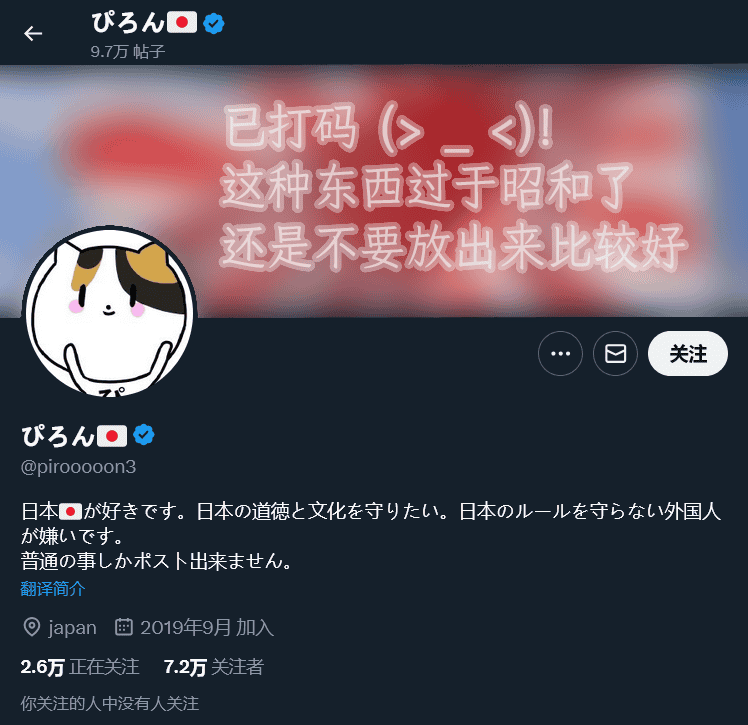 ぴろん🇯🇵
9.7万 帖子
已打码 (> _ <)!
这种东西过于昭和了
还是不要放出来比较好
ぴ
关注
ぴろん🇯🇵
@pirooooon3
日本🇯🇵が好きです。日本の道徳と文化を守りたい。日本のルールを守らない外国人
が嫌いです。
普通の事しかポスト出来ません。
翻译简介
japan 2019年9月 加入
2.6万 正在关注 7.2万 关注者
你关注的人中没有人关注